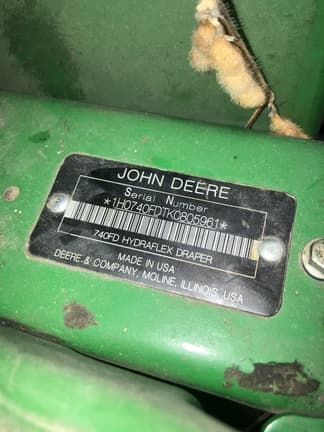 JOHN DEERE
Serial Number
*1H0740FDTK0805961*
740FD HYDRAFLEX DRAPER
MADE IN USA
DEERE & COMPANY, MOLINE, ILLINOIS, USA